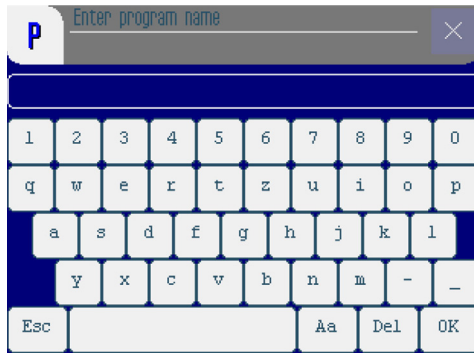 P
Enter program name
1 2 3 4 5 6 7 8 9 0
q w e r t z u i o p
a s d f g h j k l
y x c v b n m - _
Esc Aa Del OK